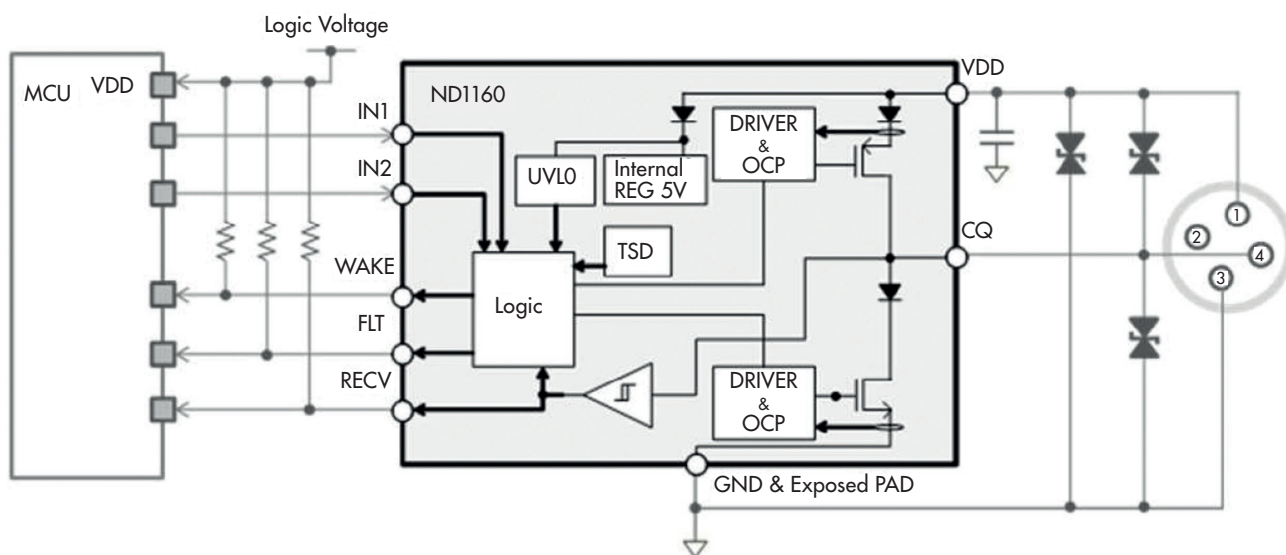 Logic Voltage
MCU
VDD
IN1
IN2
WAKE
FLT
RECV
ND1160
UVL0
Internal
REG 5V
DRIVER
&
OCP
TSD
Logic
DRIVER
&
OCP
VDD
CQ
GND & Exposed PAD
1
2
4
3